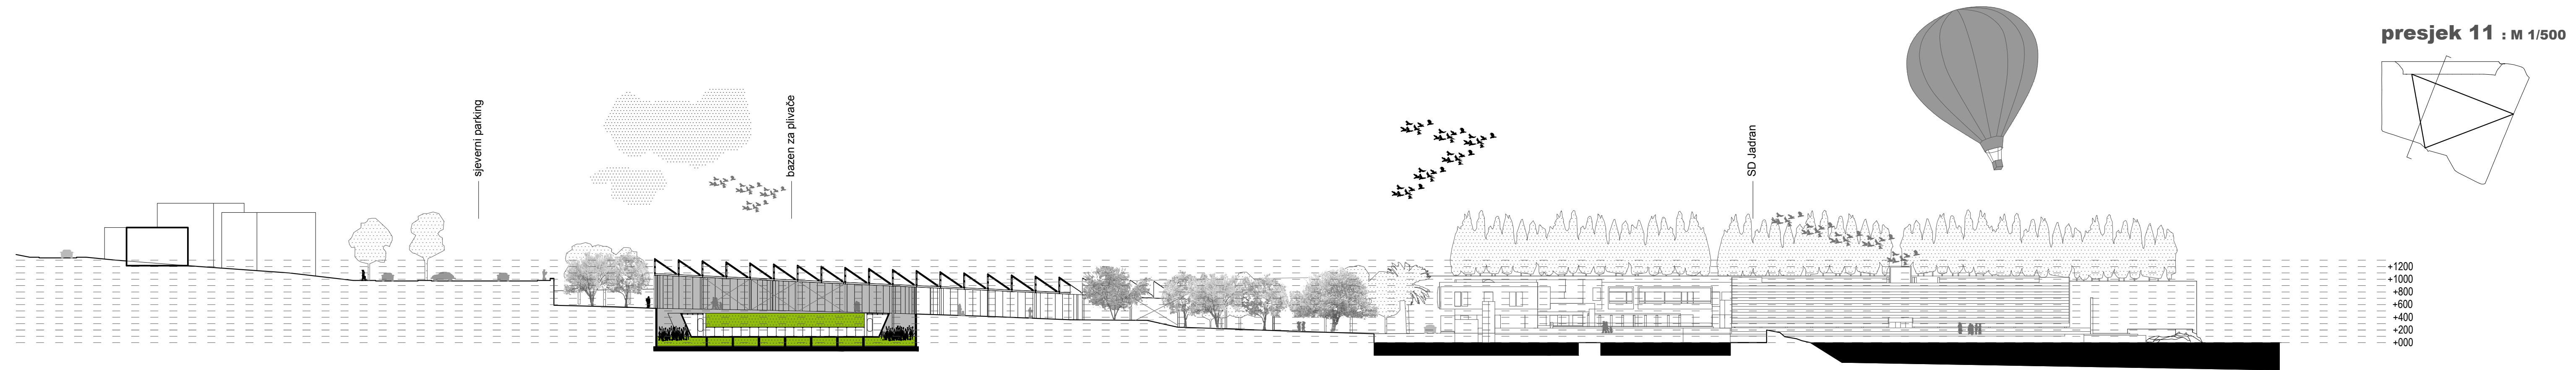 presjek 11 : M 1/500
sjeverni parking
bazen za plivače
SD Jadran
+1200
+1000
+800
+600
+400
+200
+000